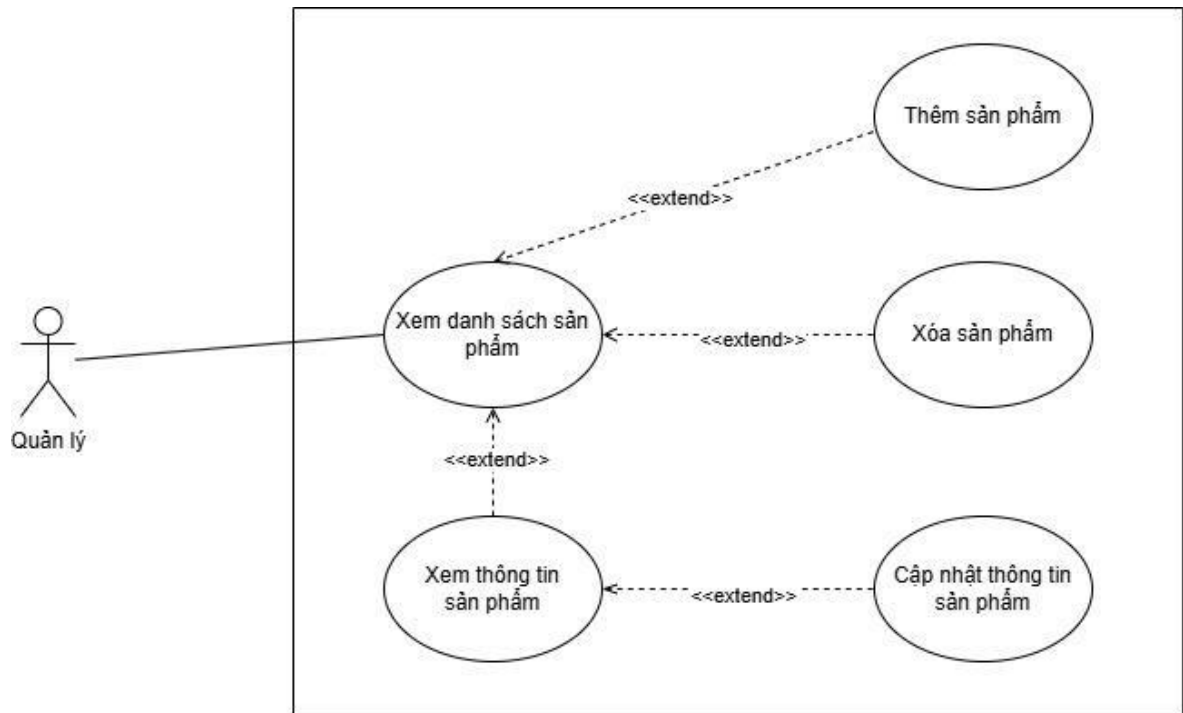 Thêm sản phẩm
<<extend>>
Xem danh sách sản
phẩm
<<extend>>
Xóa sản phẩm
Quản lý
<<extend>>
Xem thông tin
sản phẩm
<<extend>>
Cập nhật thông tin
sản phẩm